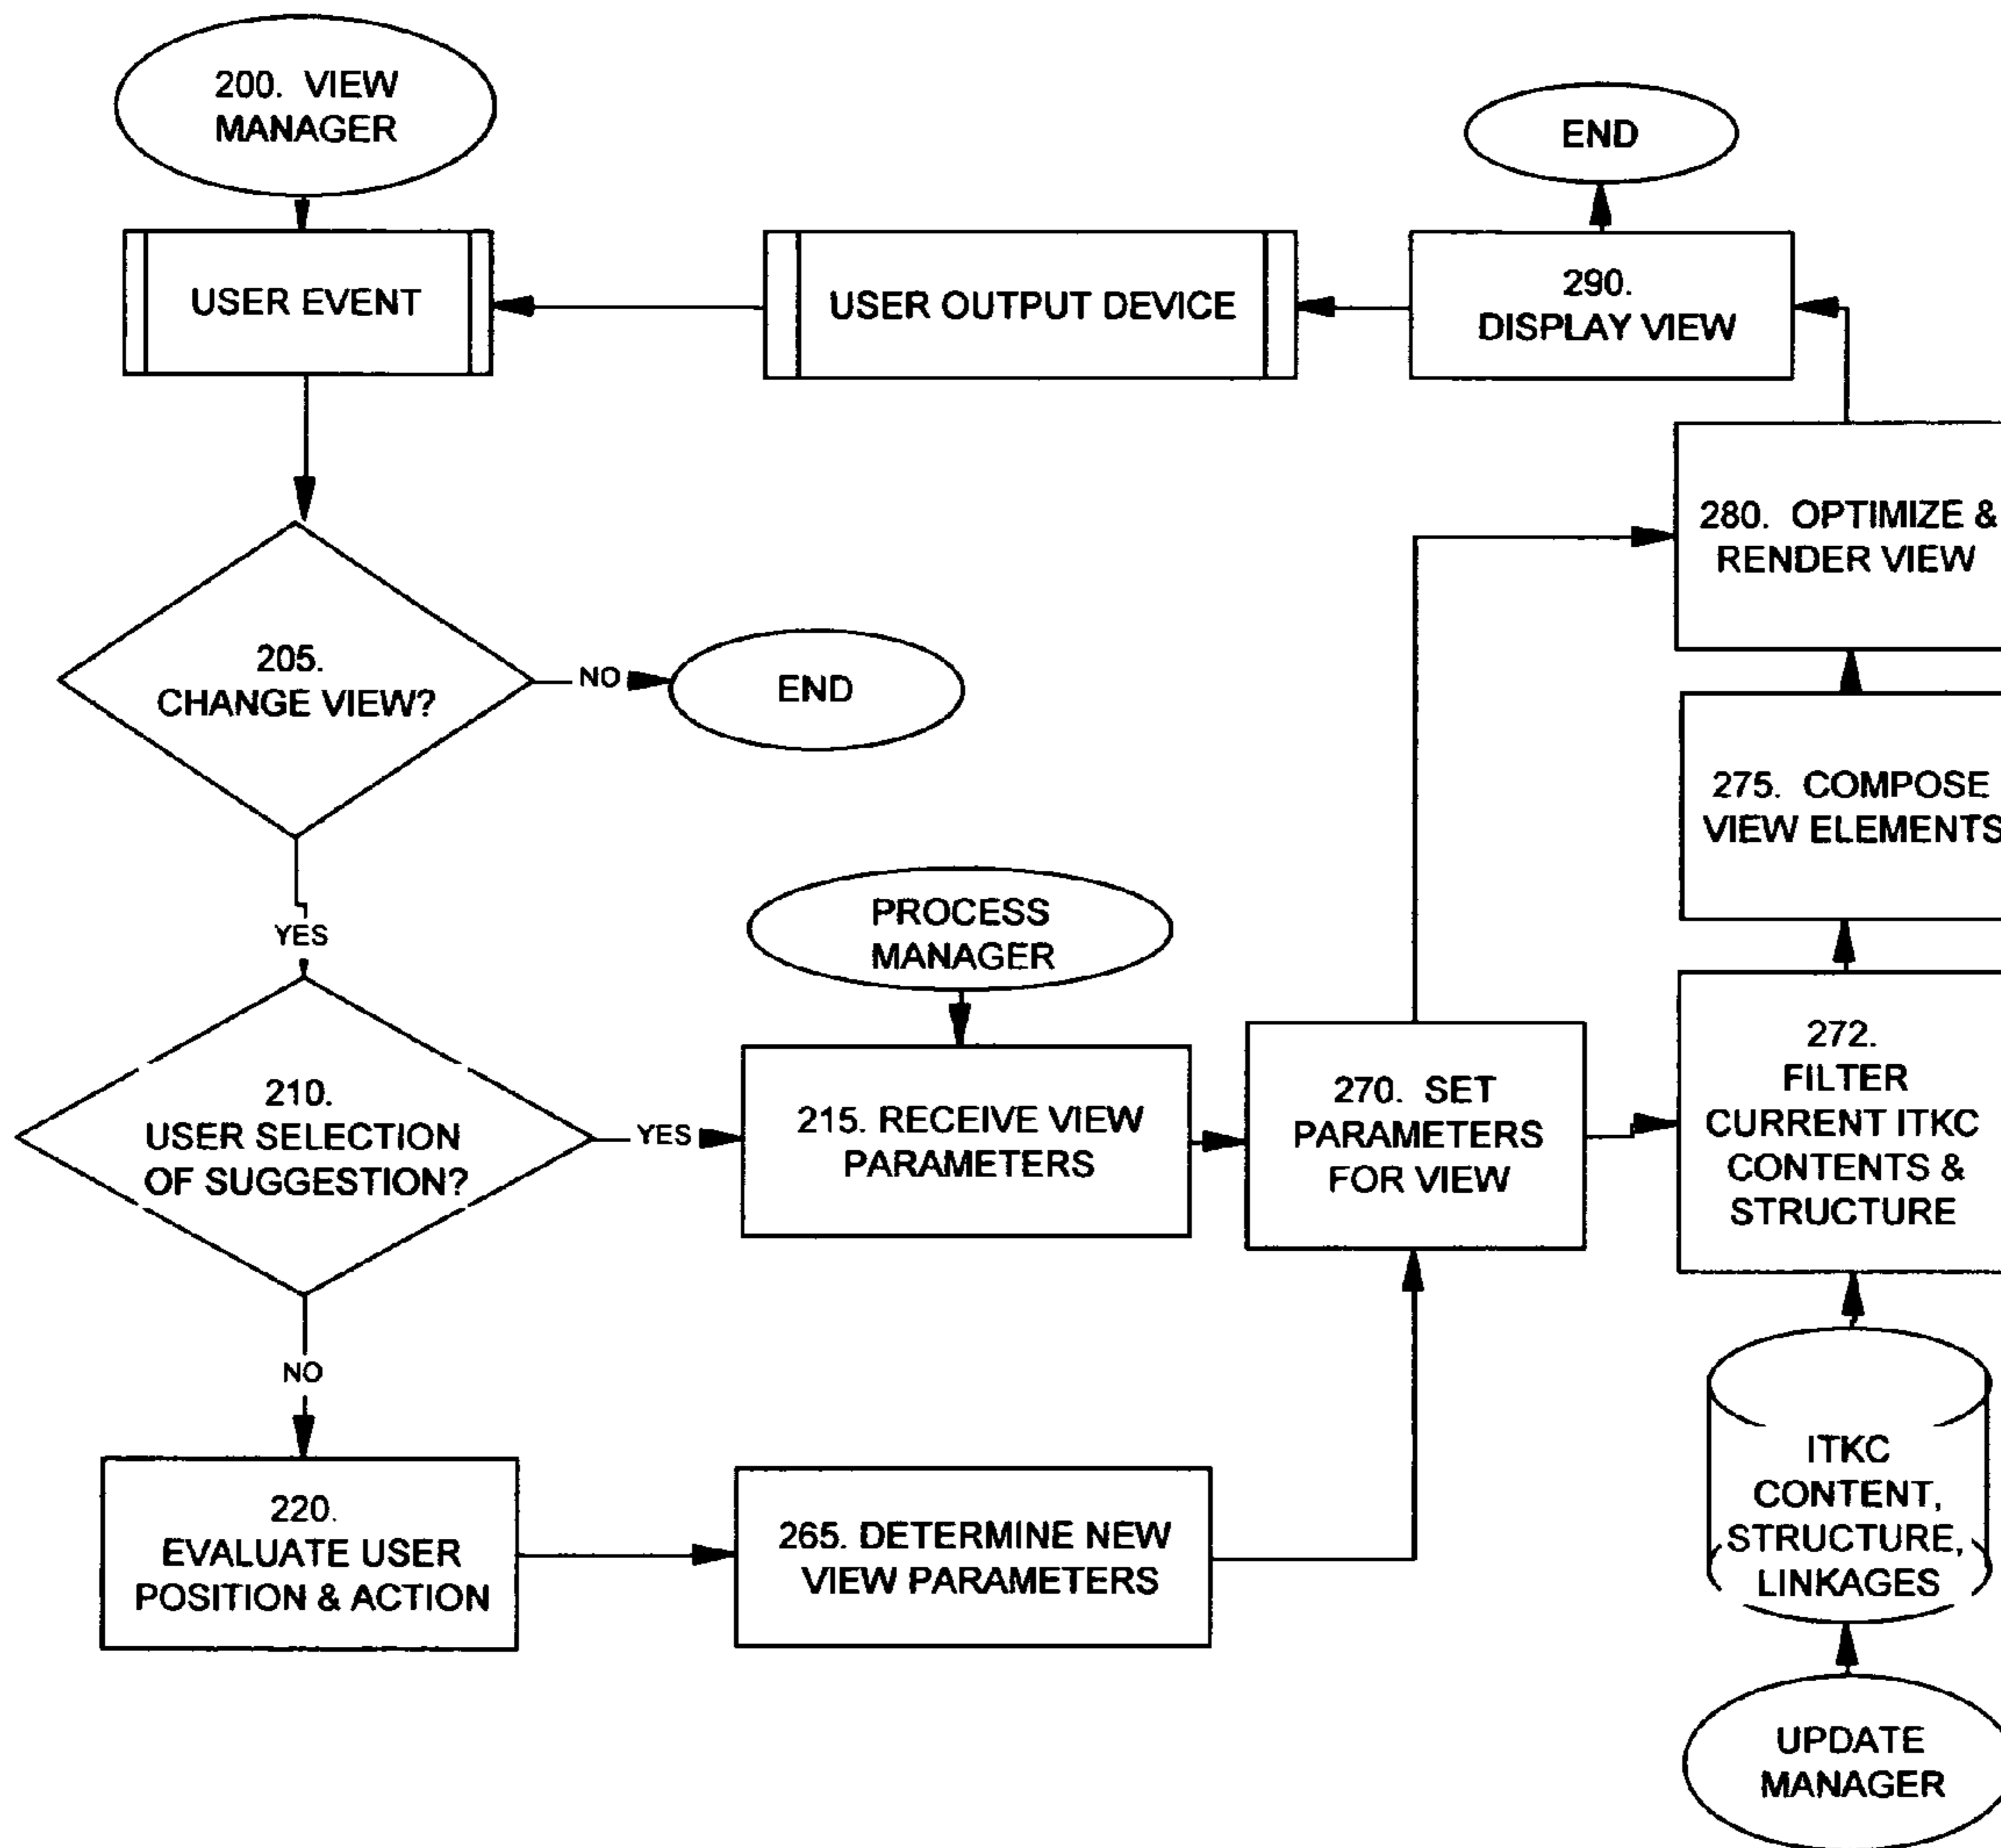 200. VIEW
MANAGER
END
USER EVENT
USER OUTPUT DEVICE
290.
DISPLAY VIEW
280. OPTIMIZE &
RENDER VIEW
205.
CHANGE VIEW?
NO
END
275. COMPOSE
VIEW ELEMENTS
YES
PROCESS
MANAGER
210.
USER SELECTION
OF SUGGESTION?
YES
215. RECEIVE VIEW
PARAMETERS
270. SET
PARAMETERS
FOR VIEW
272.
FILTER
CURRENT ITKC
CONTENTS &
STRUCTURE
NO
220.
EVALUATE USER
POSITION & ACTION
265. DETERMINE NEW
VIEW PARAMETERS
ITKC
CONTENT,
STRUCTURE,
LINKAGES
UPDATE
MANAGER